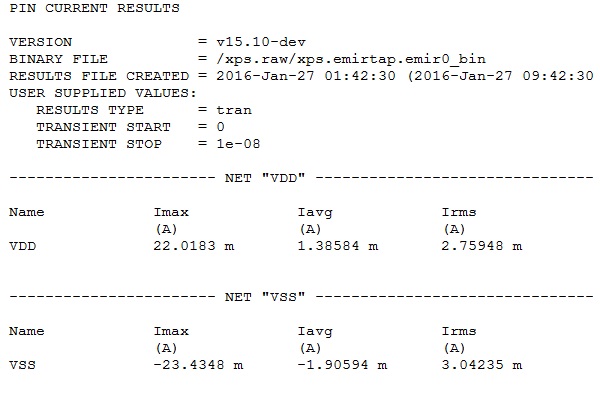 PIN CURRENT RESULTS
VERSION = v15.10-dev
BINARY FILE = /xps.raw/xps.emirtap.emir0_bin
RESULTS FILE CREATED = 2016-Jan-27 01:42:30 (2016-Jan-27 09:42:30
USER SUPPLIED VALUES:
RESULTS TYPE = tran
TRANSIENT START = 0
TRANSIENT STOP = 1e-08
----------------------- NET "VDD" -------------------------------
Name Imax Iavg Irms
(A) (A) (A)
VDD 22.0183 m 1.38584 m 2.75948 m
----------------------- NET "VSS" -------------------------------
Name Imax Iavg Irms
(A) (A) (A)
VSS -23.4348 m -1.90594 m 3.04235 m